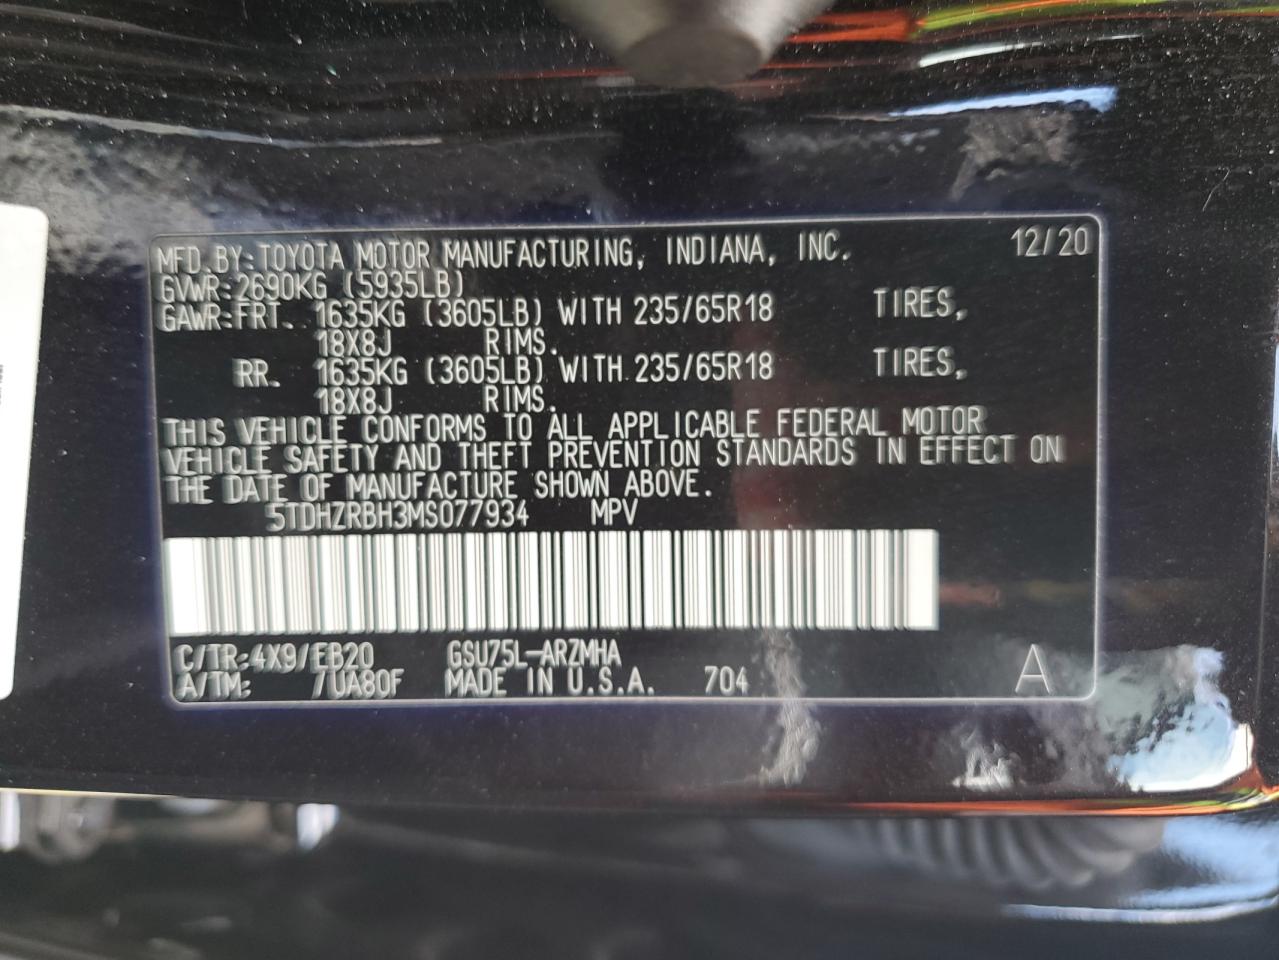 MFD.BY:TOYOTA MOTOR MANUFACTURING, INDIANA, INC. 12/20
GVWR:2690KG (5935LB)
GAWR:FRT. 1635KG (3605LB) WITH 235/65R18 TIRES,
18X8J RIMS.
RR. 1635KG (3605LB) WITH 235/65R18 TIRES,
18X8J RIMS.
THIS VEHICLE CONFORMS TO ALL APPLICABLE FEDERAL MOTOR
VEHICLE SAFETY AND THEFT PREVENTION STANDARDS IN EFFECT ON
THE DATE OF MANUFACTURE SHOWN ABOVE.
5TDHZRBH3MS077934 MPV
C/TR:4X9/EB20 GSU75L-ARZMHA
A/TM: /UA80F MADE IN U.S.A. 704 A